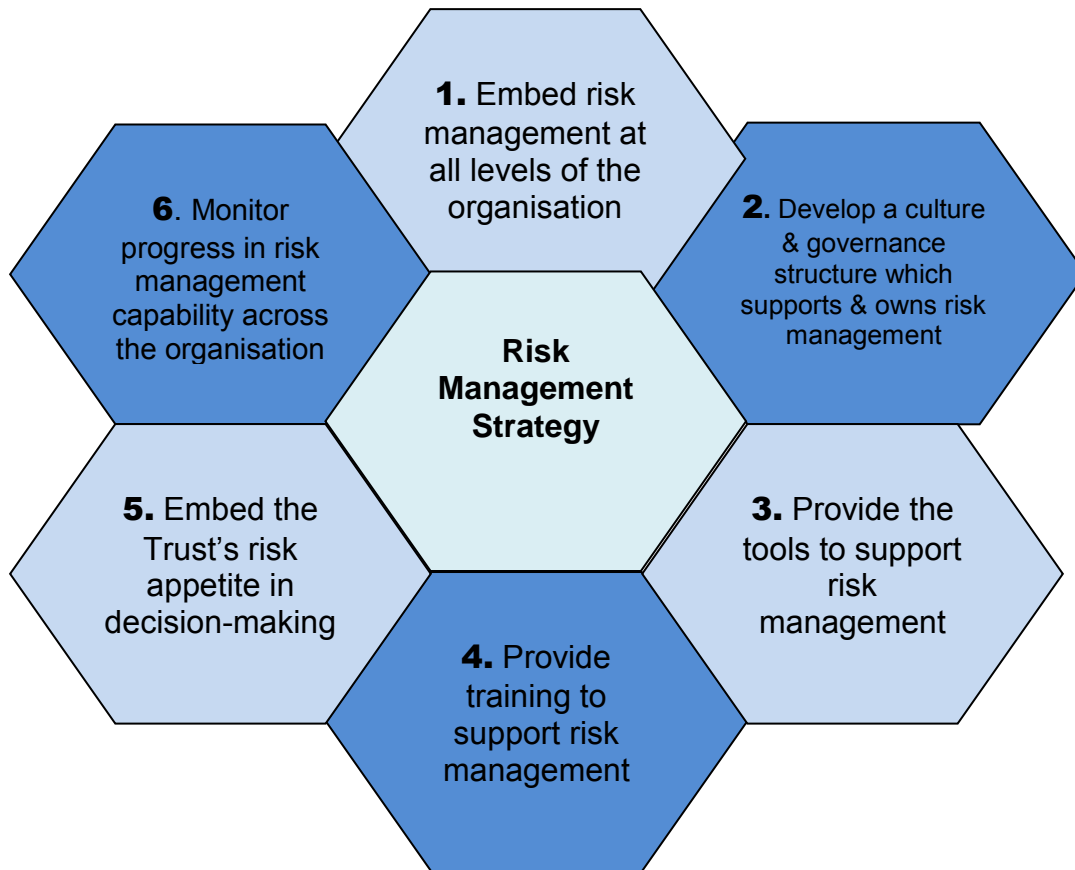 1. Embed risk
management at
all levels of the
organisation
2. Develop a culture
& governance
structure which
supports & owns risk
management
3. Provide the
tools to support
risk
management
4. Provide
training to
support risk
management
5. Embed the
Trust’s risk
appetite in
decision-making
6. Monitor
progress in risk
management
capability across
the organisation
Risk
Management
Strategy